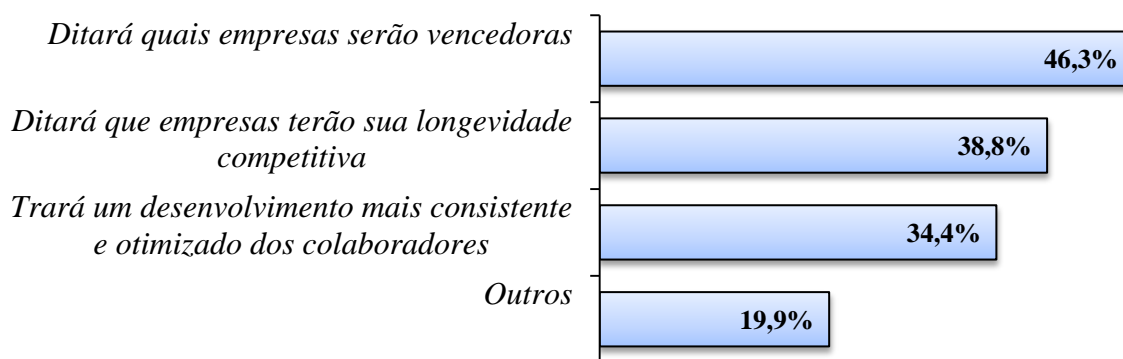 Ditará quais empresas serão vencedoras
46,3%
Ditará que empresas terão sua longevidade
competitiva
38,8%
Trará um desenvolvimento mais consistente
e otimizado dos colaboradores
34,4%
Outros
19,9%